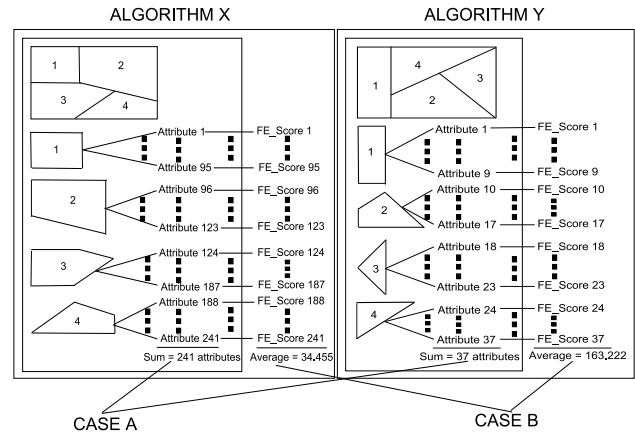 ALGORITHM X
ALGORITHM Y
1
2
3
4
1
Attribute 1 FE_Score 1
Attribute 95 FE_Score 95
2
Attribute 96 FE_Score 96
Attribute 123 FE_Score 123
3
Attribute 124 FE_Score 124
Attribute 187 FE_Score 187
4
Attribute 188 FE_Score 188
Attribute 241 FE_Score 241
Sum = 241 attributes Average = 34.455
1
4
3
2
1
Attribute 1 FE_Score 1
Attribute 9 FE_Score 9
2
Attribute 10 FE_Score 10
Attribute 17 FE_Score 17
3
Attribute 18 FE_Score 18
Attribute 23 FE_Score 23
4
Attribute 24 FE_Score 24
Attribute 37 FE_Score 37
Sum = 37 attributes Average = 163.222
CASE A
CASE B